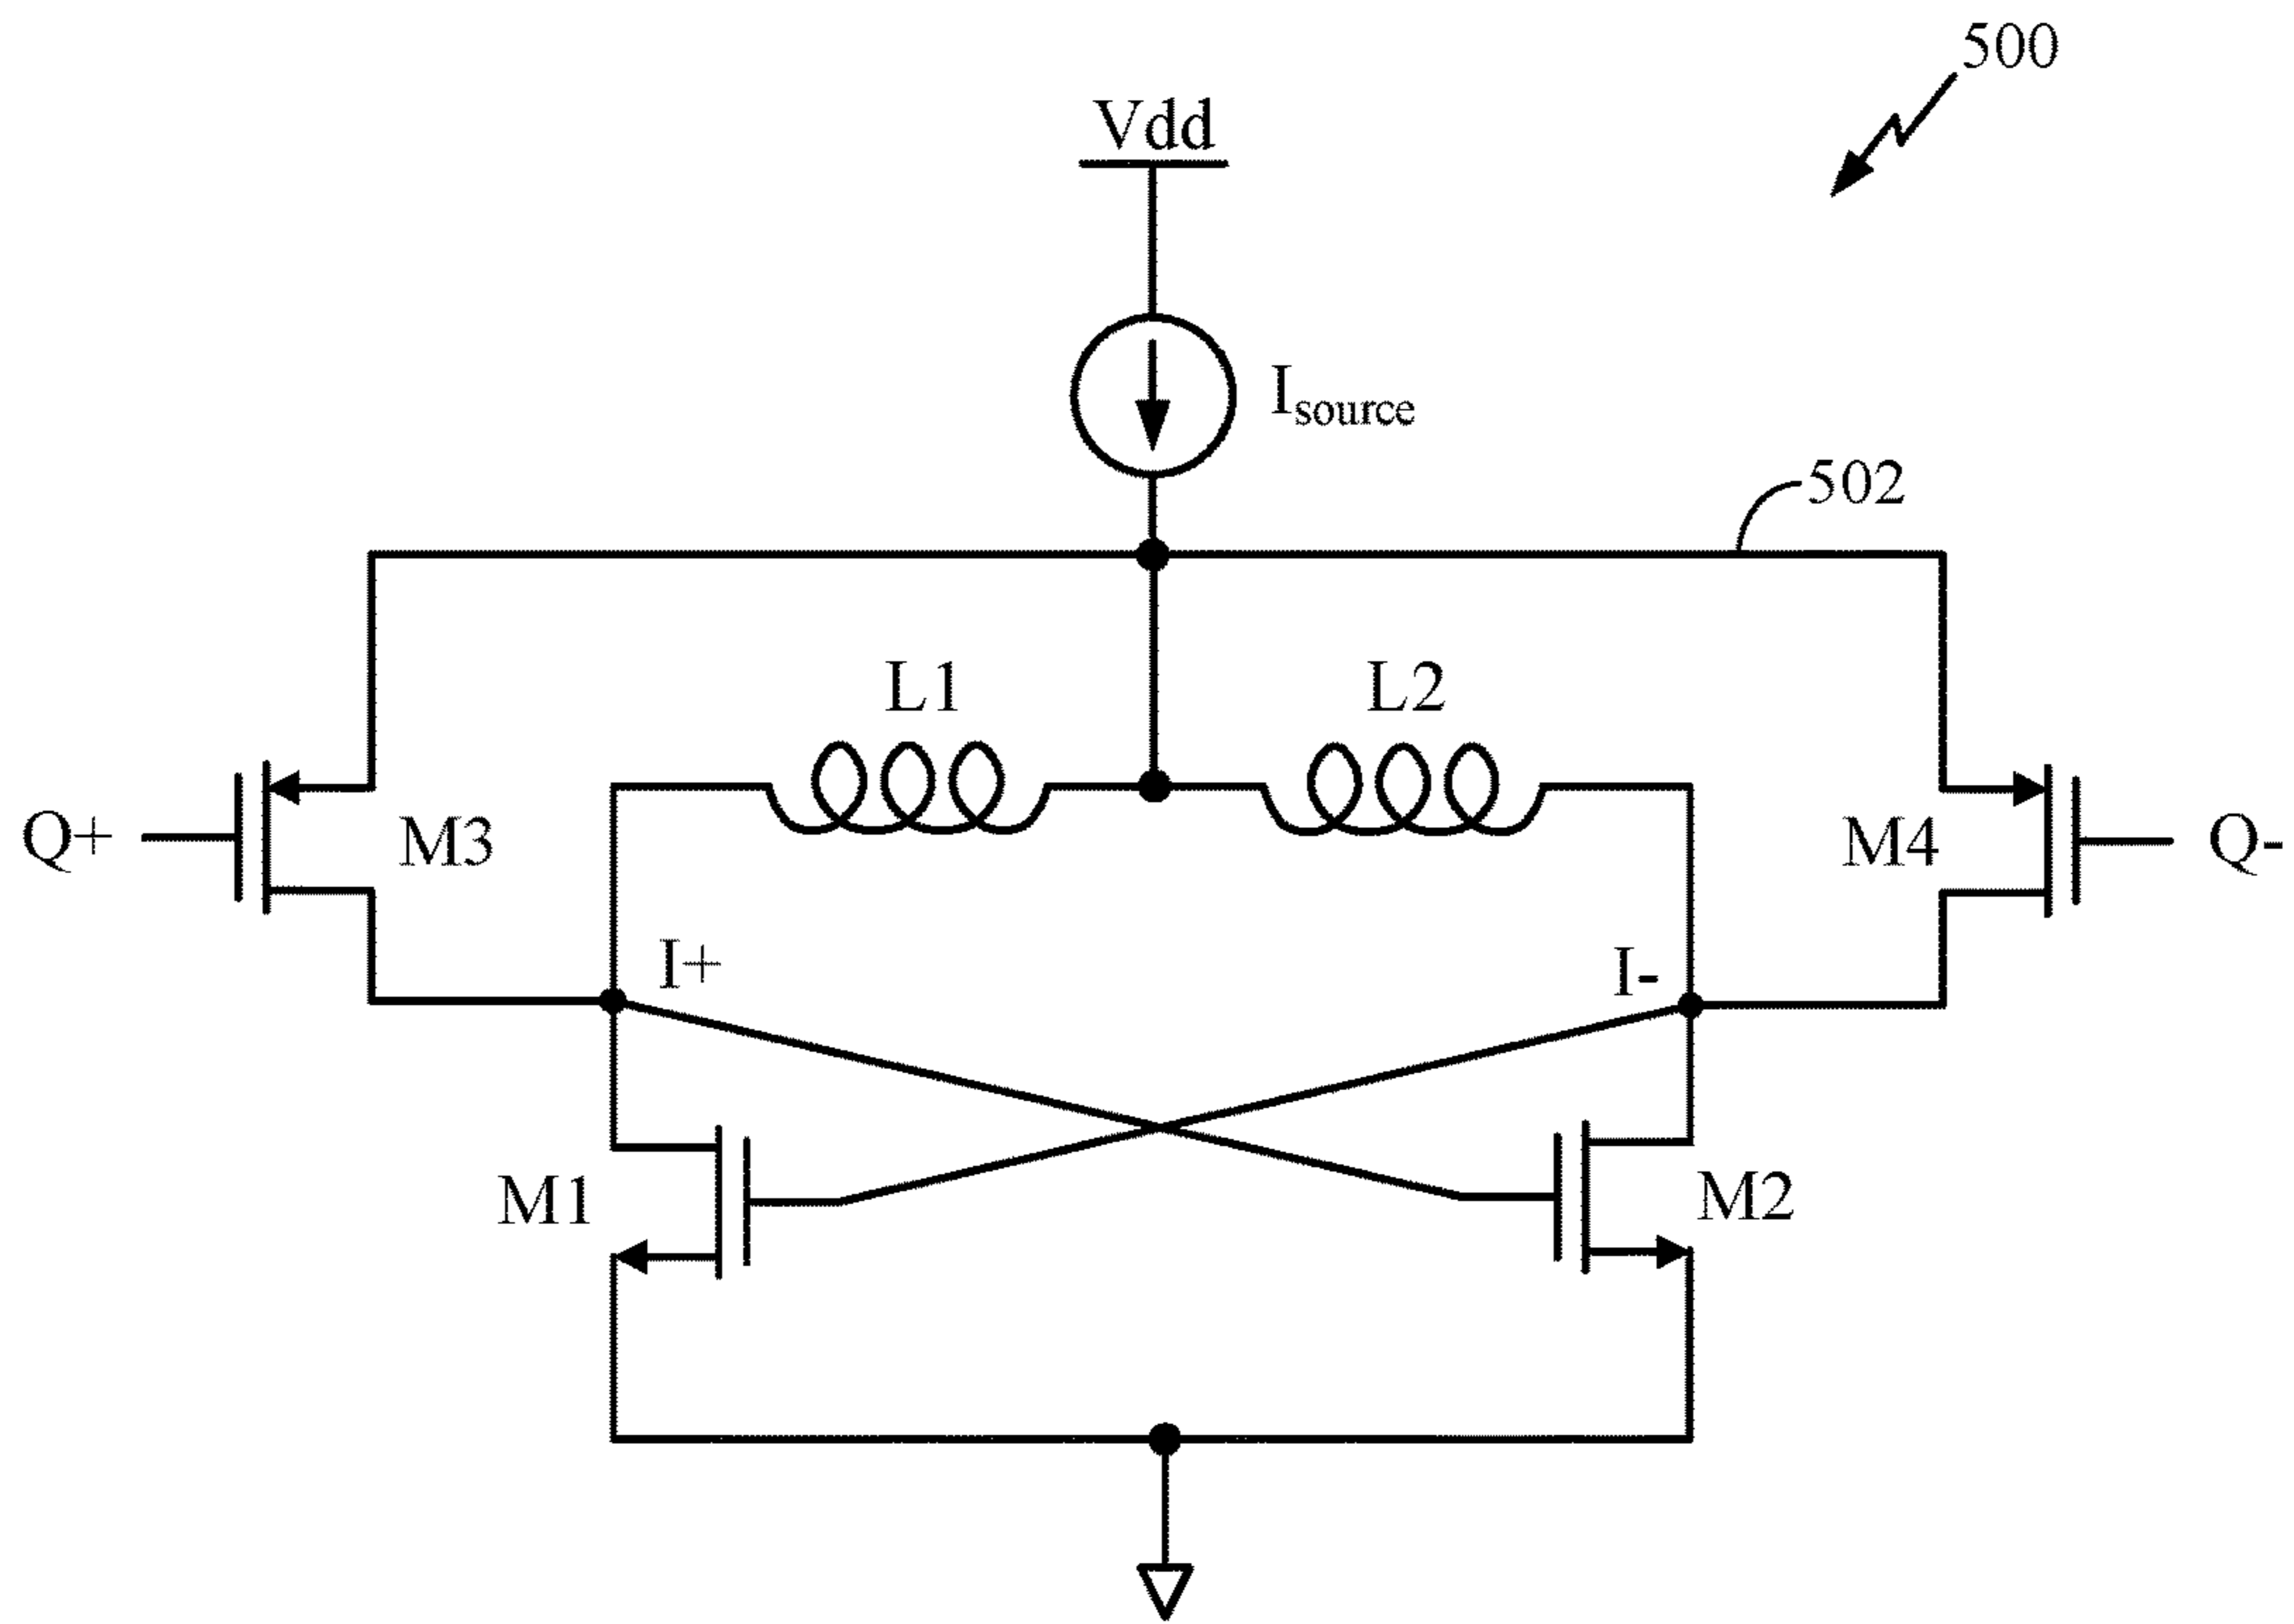 500
Vdd
Isource
502
L1 L2
Q+ M3 M4 Q-
I+ I-
M1 M2